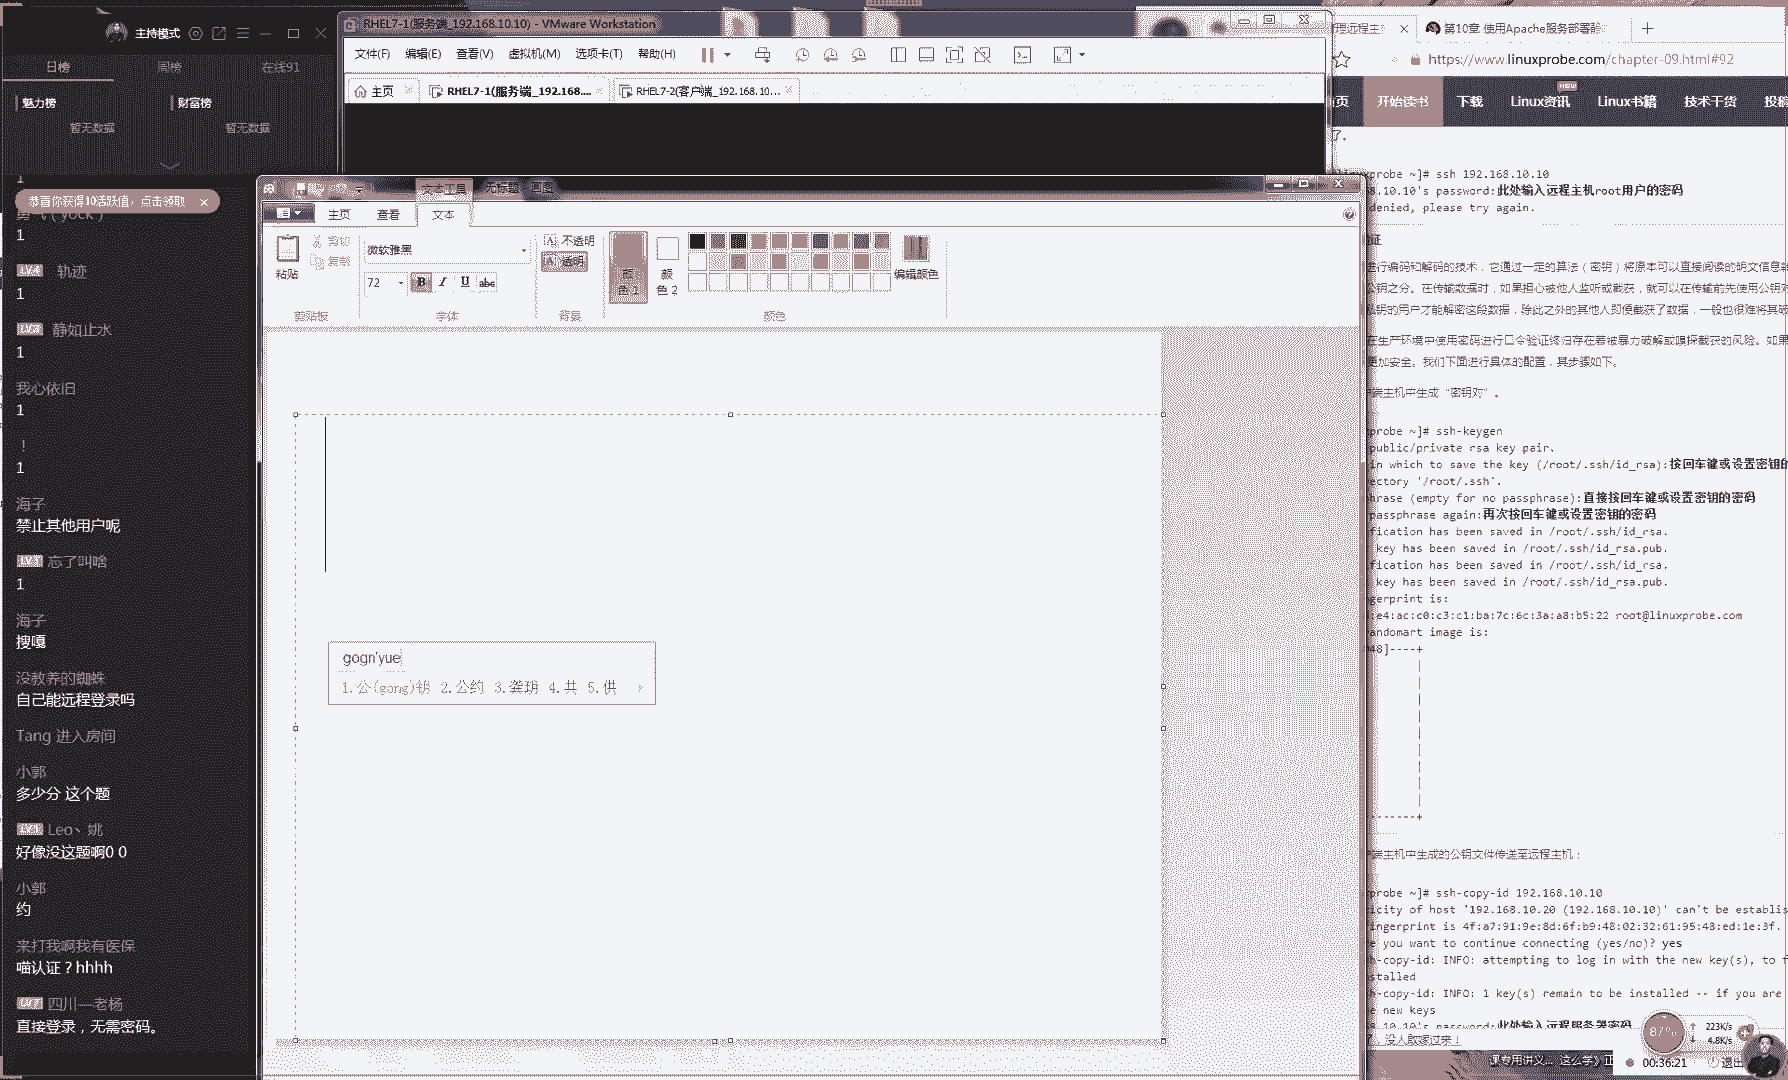 主持模式
日榜
周榜
在线91
魅力榜
财富榜
暂无数据
暂无数据
1
恭喜你获得10活跃值，点击领取
1
LV.4 轨迹
1
静如止水
1
我心依旧
1
！
1
海子
禁止其他用户呢
忘了叫啥
1
海子
搜嘎
没教养的蜘蛛
自己能远程登录吗
Tang 进入房间
小郭
多少分 这个题
Leo、姚
好像没这题啊0 0
小郭
约
来打我啊我有医保
喵认证？hhhh
四川—老杨
直接登录，无需密码。
RHEL7-1(服务端_192.168.10.10) - VMware Workstation
文件(F) 编辑(E) 查看(V) 虚拟机(M) 选项卡(T) 帮助(H)
主页
RHEL7-1(服务端_192.168....
RHEL7-2(客户端_192.168.10...
文本工具
无标题 - 画图
主页
查看
文本
粘贴
剪切
复制
剪贴板
微软雅黑
72
B I U abc
字体
不透明
透明
背景
颜色 1
颜色 2
编辑颜色
颜色
gogn'yue
1.公(gong)钥 2.公约 3.龚玥 4.共 5.供
理远程主
第10章 使用Apache服务部署静
https://www.linuxprobe.com/chapter-09.html#92
页
开始读书
下载
Linux资讯
NEW
Linux书籍
技术干货
投稿
了。
xprobe ~]# ssh 192.168.10.10
8.10.10's password:此处输入远程主机root用户的密码
denied, please try again.
证
进行编码和解码的技术，它通过一定的算法（密钥）将原本可以直接阅读的明文信息转
公钥之分。在传输数据时，如果担心被他人监听或截获，就可以在传输前先使用公钥对
私钥的用户才能解密这段数据，除此之外的其他人即便截获了数据，一般也很难将其破
在生产环境中使用密码进行口令验证终归存在着被暴力破解或嗅探截获的风险。如果
更加安全。我们下面进行具体的配置，其步骤如下。
户端主机中生成“密钥对”。
xprobe ~]# ssh-keygen
public/private rsa key pair.
in which to save the key (/root/.ssh/id_rsa):按回车键或设置密钥的
ectory '/root/.ssh'.
phrase (empty for no passphrase):直接按回车键或设置密钥的密码
passphrase again:再次按回车键或设置密钥的密码
ification has been saved in /root/.ssh/id_rsa.
key has been saved in /root/.ssh/id_rsa.pub.
ification has been saved in /root/.ssh/id_rsa.
key has been saved in /root/.ssh/id_rsa.pub.
ngerprint is:
:e4:ac:c0:c3:c1:ba:7c:6c:3a:a8:b5:22 root@linuxprobe.com
randomart image is:
048]----+
-------+
户端主机中生成的公钥文件传送至远程主机：
xprobe ~]# ssh-copy-id 192.168.10.10
icity of host '192.168.10.20 (192.168.10.10)' can't be establis
fingerprint is 4f:a7:91:9e:8d:6f:b9:48:02:32:61:95:48:ed:1e:3f.
e you want to continue connecting (yes/no)? yes
sh-copy-id: INFO: attempting to log in with the new key(s), to f
nstalled
sh-copy-id: INFO: 1 key(s) remain to be installed -- if you are
e new keys
8.10.10's password:此处输入远程服务器密码
87%
223K/s
4.8K/s
00:36:21
退出